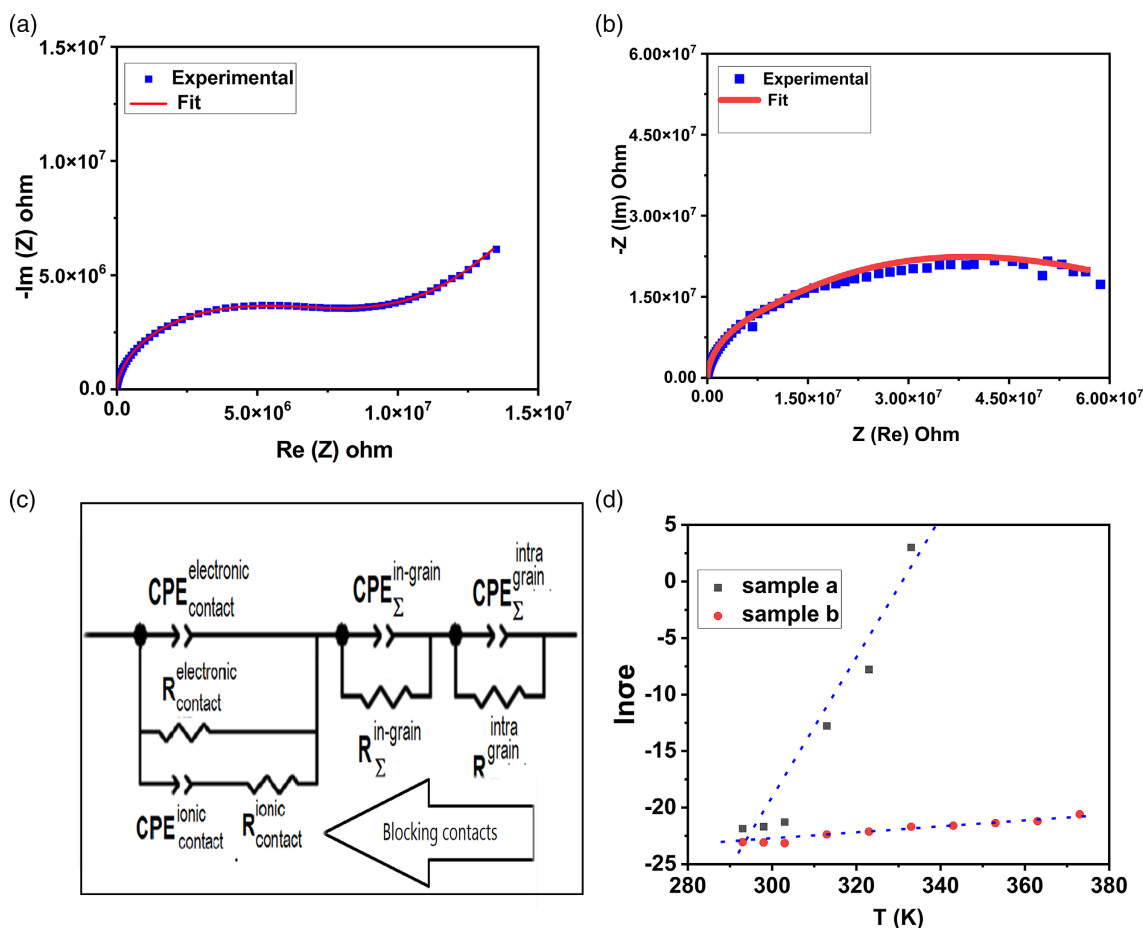 (a)
1.5×10⁷
1.0×10⁷
5.0×10⁶
0.0
-Im (Z) ohm
Experimental
Fit
0.0
5.0×10⁶
1.0×10⁷
1.5×10⁷
Re (Z) ohm
(b)
6.00×10⁷
4.50×10⁷
3.00×10⁷
1.50×10⁷
0.00
-Z (Im) Ohm
Experimental
Fit
0.00
1.50×10⁷
3.00×10⁷
4.50×10⁷
6.00×10⁷
Z (Re) Ohm
(c)
CPE electronic contact
R electronic contact
CPE ionic contact
R ionic contact
CPE in-grain Σ
R in-grain Σ
CPE intra grain Σ
R intra grain
Blocking contacts
(d)
5
0
-5
-10
-15
-20
-25
lnσe
sample a
sample b
280
300
320
340
360
380
T (K)